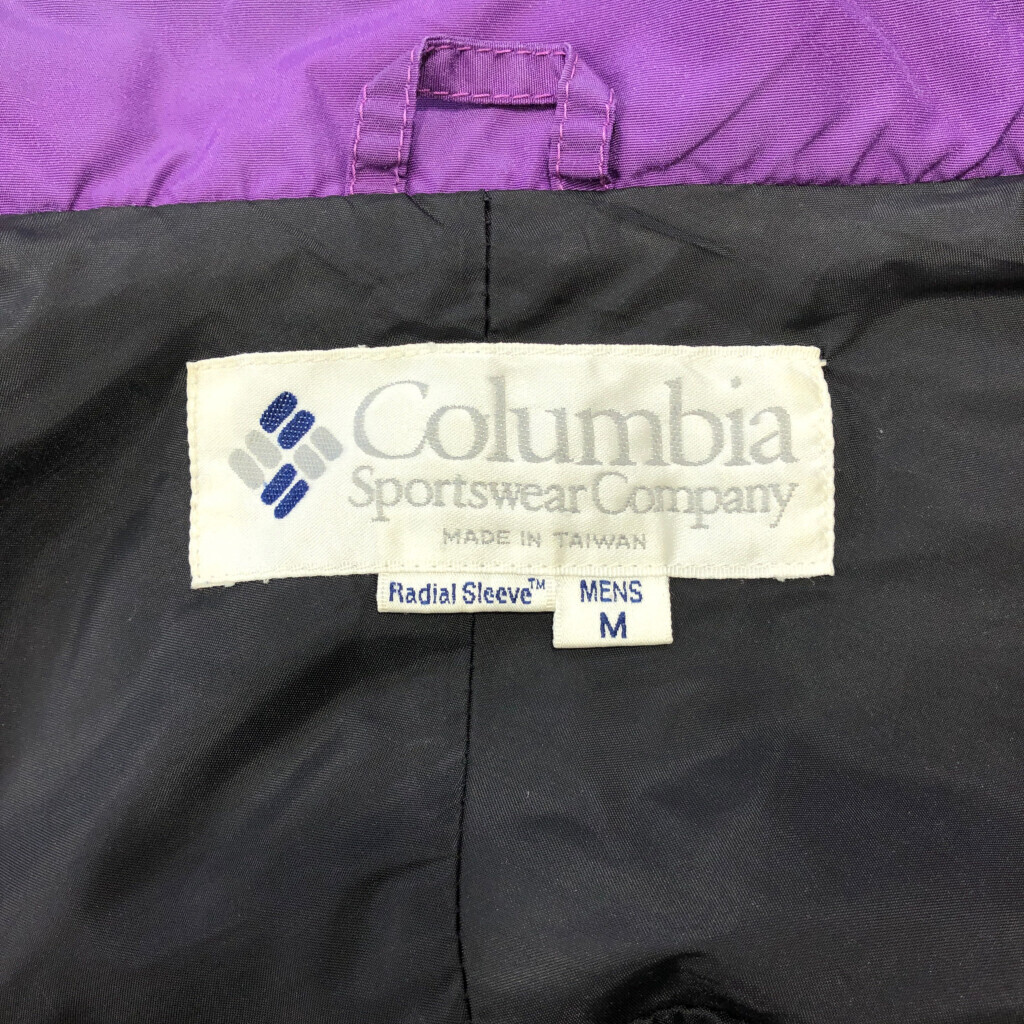 Columbia
Sportswear Company
MADE IN TAIWAN
Radial Sleeve™
MENS
M